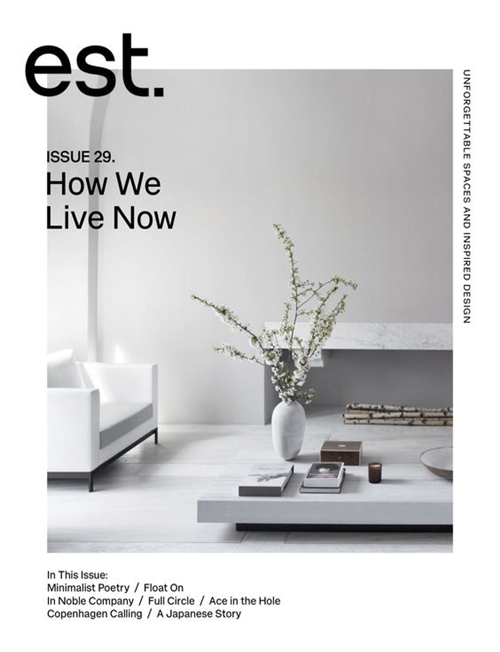 est.
ISSUE 29.
How We
Live Now
UNFORGETTABLE SPACES AND INSPIRED DESIGN
In This Issue:
Minimalist Poetry / Float On
In Noble Company / Full Circle / Ace in the Hole
Copenhagen Calling / A Japanese Story